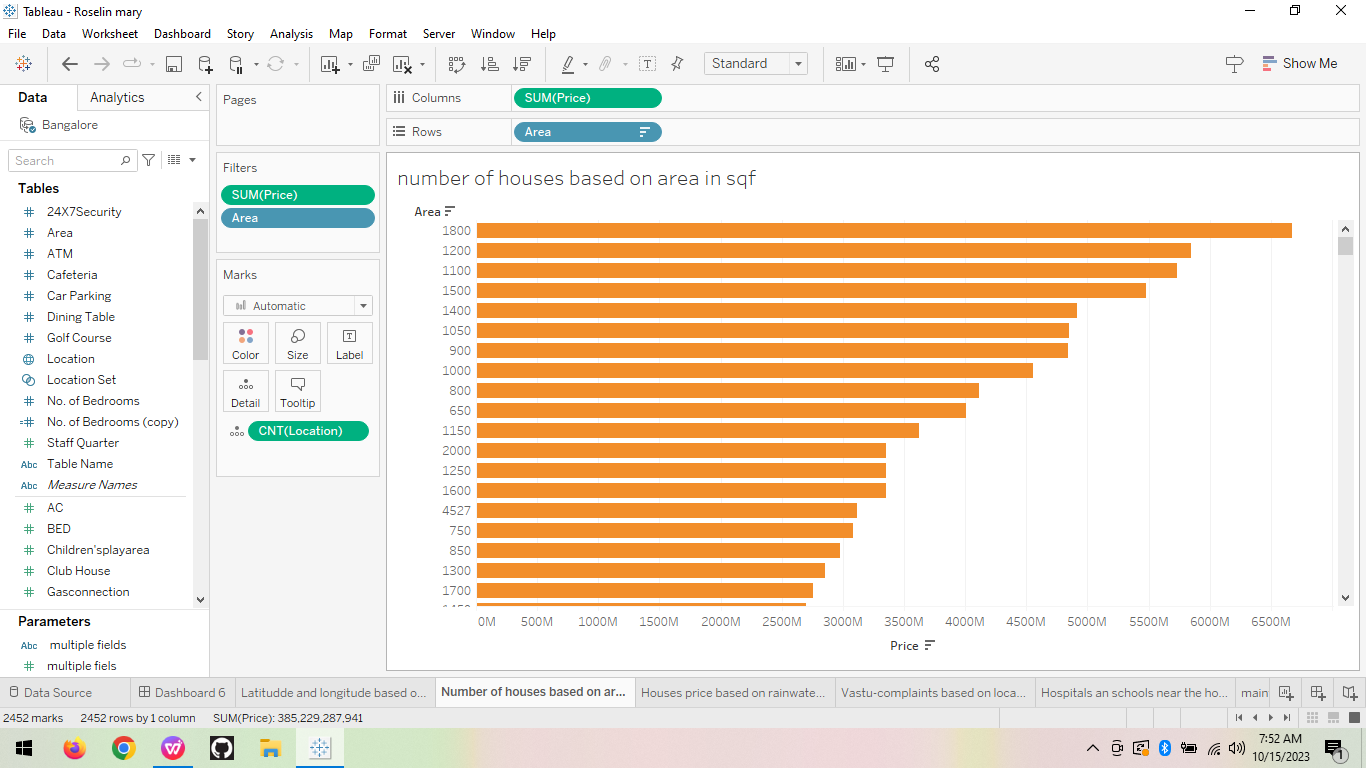 Tableau - Roselin mary
File Data Worksheet Dashboard Story Analysis Map Format Server Window Help
Standard
Show Me
Data Analytics
Bangalore
Search
Tables
24X7Security
Area
ATM
Cafeteria
Car Parking
Dining Table
Golf Course
Location
Location Set
No. of Bedrooms
No. of Bedrooms (copy)
Staff Quarter
Abc Table Name
Abc Measure Names
AC
BED
Children'splayarea
Club House
Gasconnection
Parameters
Abc multiple fields
multiple fiels
Pages
Filters
SUM(Price)
Area
Marks
Automatic
Color Size Label
Detail Tooltip
CNT(Location)
Columns SUM(Price)
Rows Area
number of houses based on area in sqf
Area
1800
1200
1100
1500
1400
1050
900
1000
800
650
1150
2000
1250
1600
4527
750
850
1300
1700
0M 500M 1000M 1500M 2000M 2500M 3000M 3500M 4000M 4500M 5000M 5500M 6000M 6500M
Price
Data Source Dashboard 6 Latitudde and longitude based o... Number of houses based on ar... Houses price based on rainwate... Vastu-complaints based on loca... Hospitals an schools near the ho... main
2452 marks 2452 rows by 1 column SUM(Price): 385,229,287,941
7:52 AM
10/15/2023
1